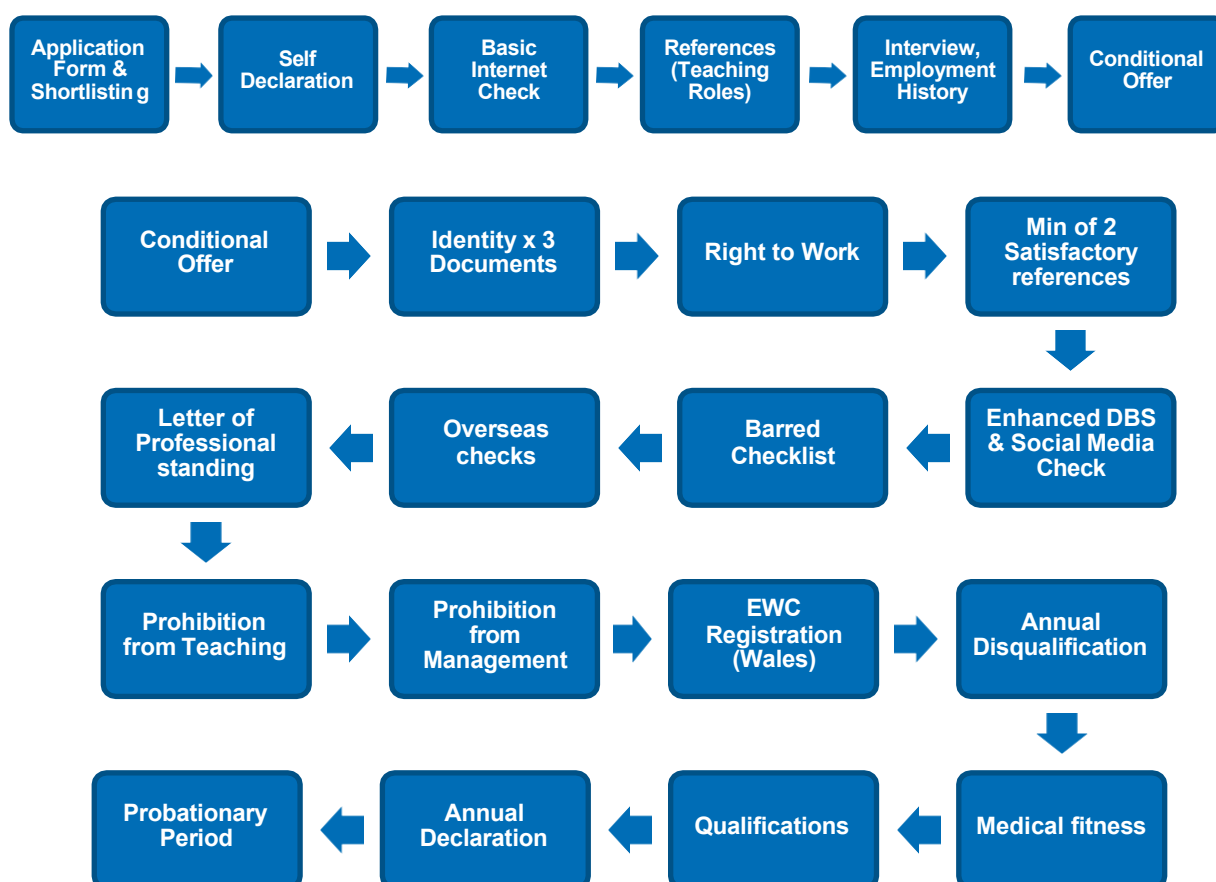 Application
Form &
Shortlistin g
Self
Declaration
Basic
Internet
Check
References
(Teaching
Roles)
Interview,
Employment
History
Conditional
Offer
Conditional
Offer
Identity x 3
Documents
Right to Work
Min of 2
Satisfactory
references
Enhanced DBS
& Social Media
Check
Barred
Checklist
Overseas
checks
Letter of
Professional
standing
Prohibition
from Teaching
Prohibition
from
Management
EWC
Registration
(Wales)
Annual
Disqualification
Medical fitness
Qualifications
Annual
Declaration
Probationary
Period